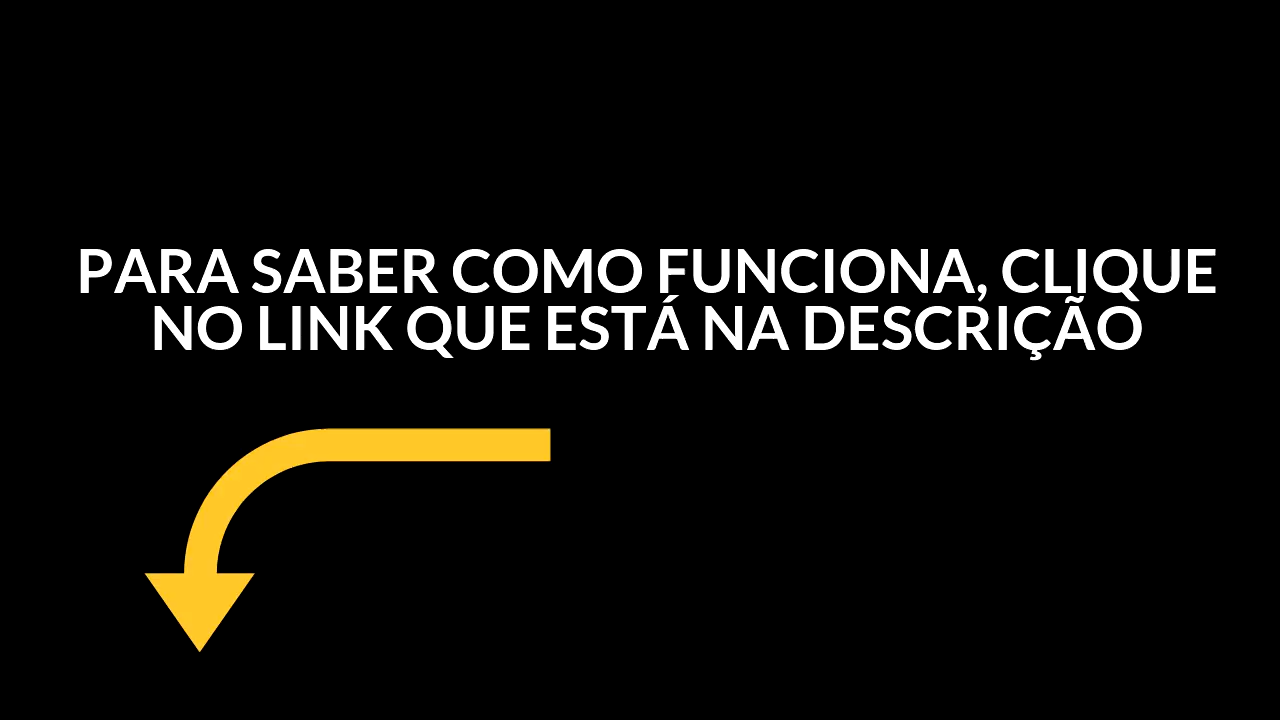 PARA SABER COMO FUNCIONA, CLIQUE
NO LINK QUE ESTÁ NA DESCRIÇÃO